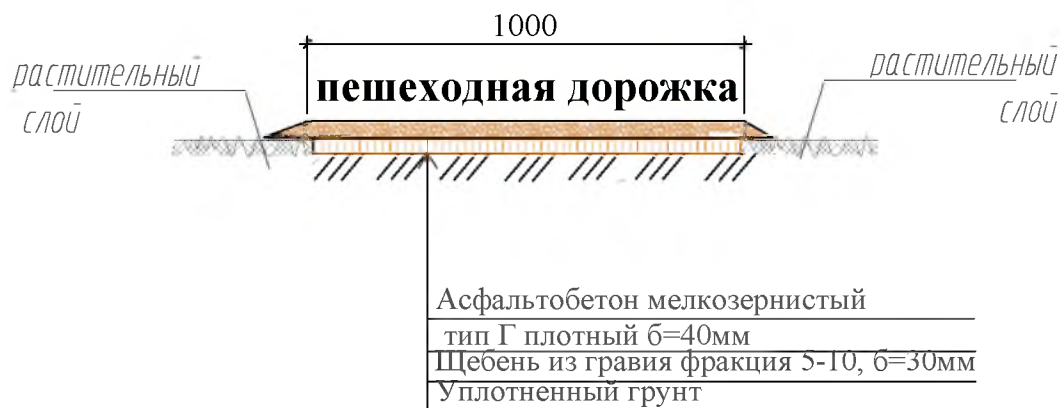 1000
растительный
слой
пешеходная дорожка
растительный
слой
Асфальтобетон мелкозернистый
тип Г плотный б=40мм
Щебень из гравия фракция 5-10, б=30мм
Уплотненный грунт